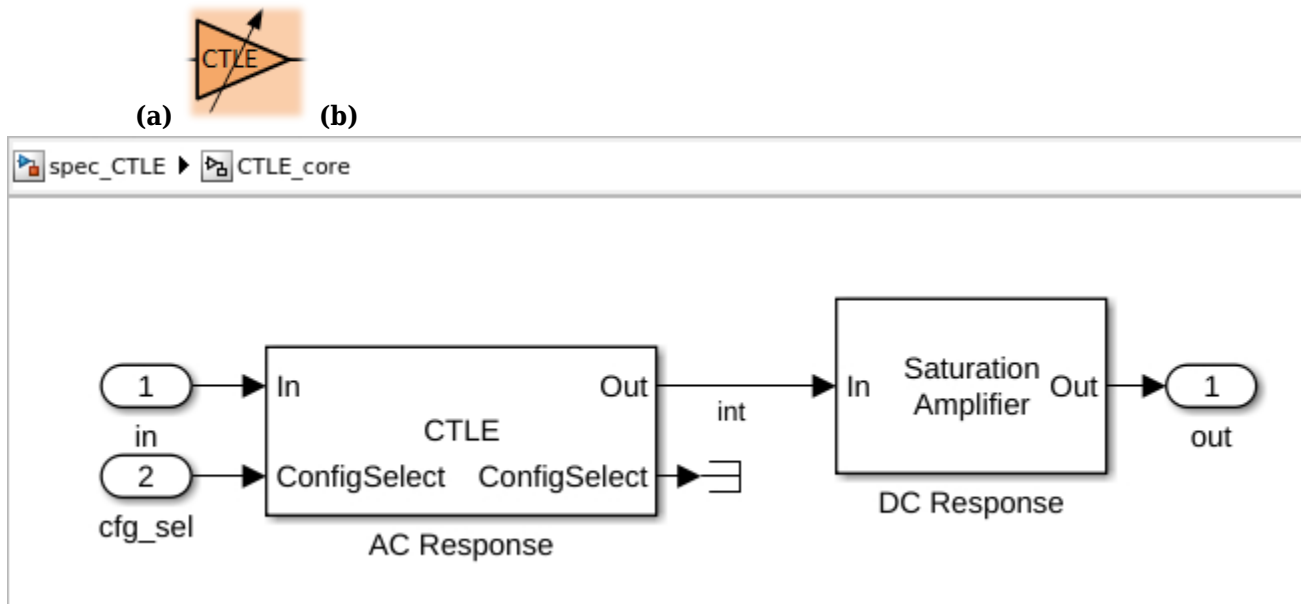 CTLE
(a) (b)
spec_CTLE CTLE_core
1
In
Out
in
int
CTLE
2
ConfigSelect
ConfigSelect
cfg_sel
AC Response
In
Saturation
Amplifier
Out
1
out
DC Response